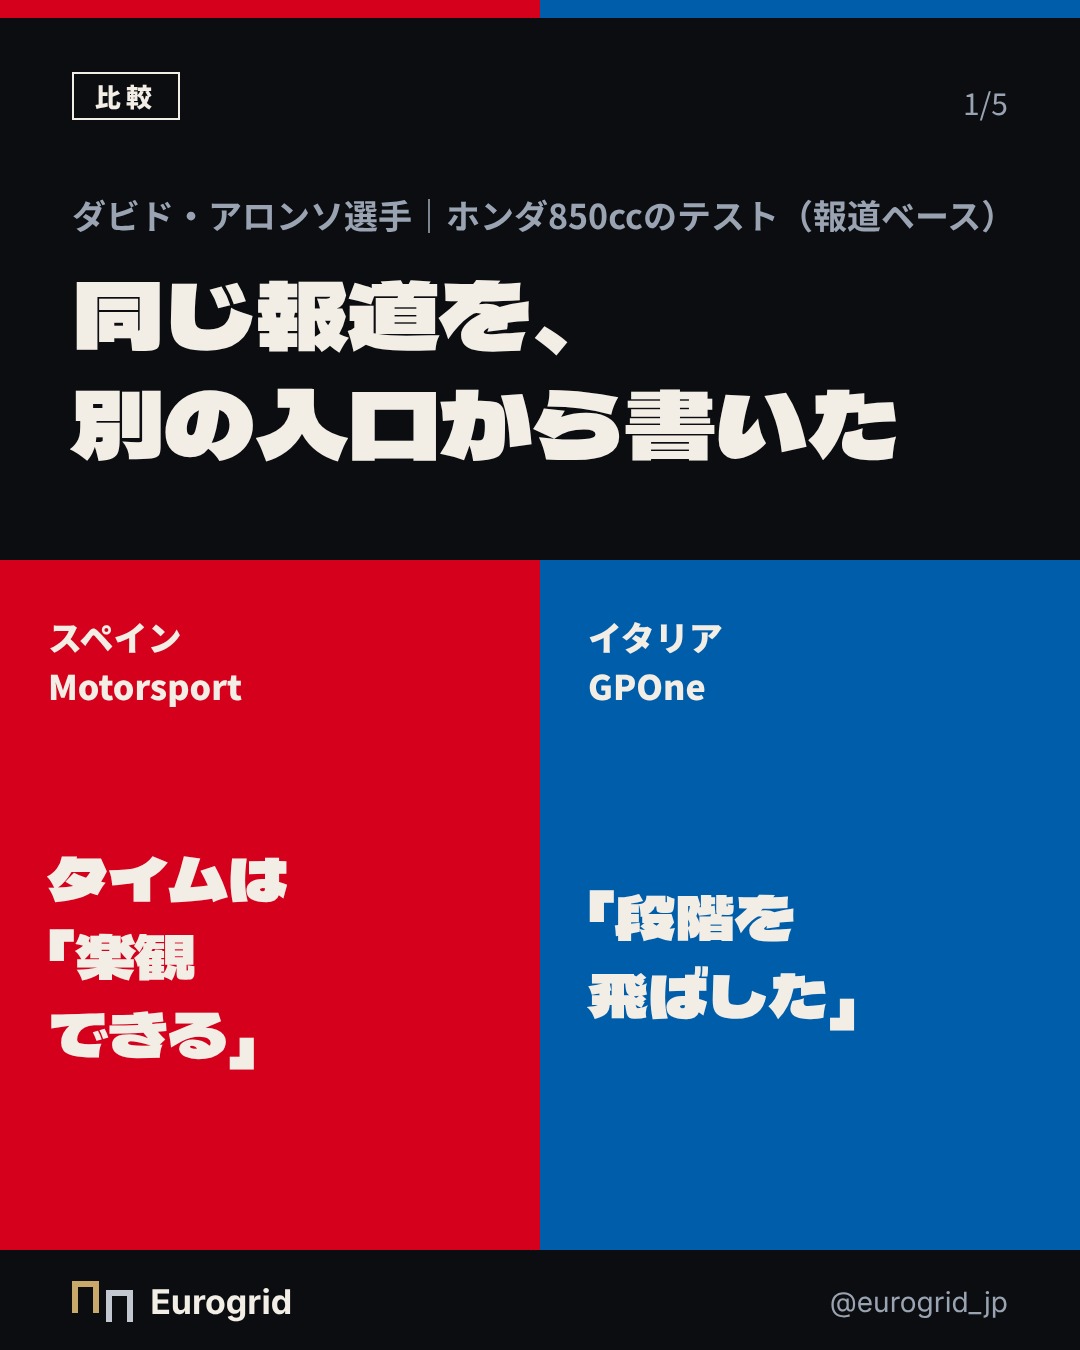 比較
1/5
ダビド・アロンソ選手｜ホンダ850ccのテスト（報道ベース）
同じ報道を、
別の入口から書いた
スペイン
Motorsport
タイムは
「楽観
できる」
イタリア
GPOne
「段階を
飛ばした」
Eurogrid
@eurogrid_jp